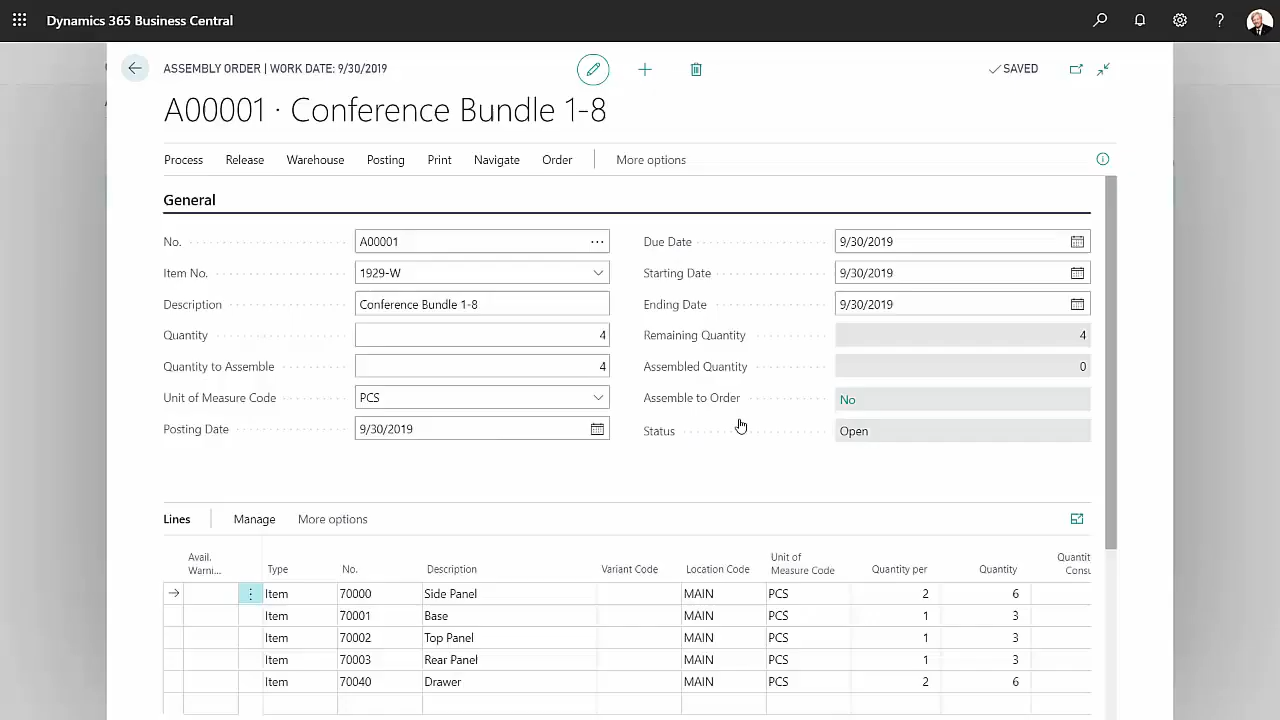 Dynamics 365 Business Central
ASSEMBLY ORDER | WORK DATE: 9/30/2019
✓SAVED
A00001 · Conference Bundle 1-8
Process Release Warehouse Posting Print Navigate Order More options
General
No. A00001
Item No. 1929-W
Description Conference Bundle 1-8
Quantity 4
Quantity to Assemble 4
Unit of Measure Code PCS
Posting Date 9/30/2019
Due Date 9/30/2019
Starting Date 9/30/2019
Ending Date 9/30/2019
Remaining Quantity 4
Assembled Quantity 0
Assemble to Order No
Status Open
Lines Manage More options
Avail. Warni... Type No. Description Variant Code Location Code Unit of Measure Code Quantity per Quantity Quantit Consu
Item 70000 Side Panel MAIN PCS 2 6
Item 70001 Base MAIN PCS 1 3
Item 70002 Top Panel MAIN PCS 1 3
Item 70003 Rear Panel MAIN PCS 1 3
Item 70040 Drawer MAIN PCS 2 6